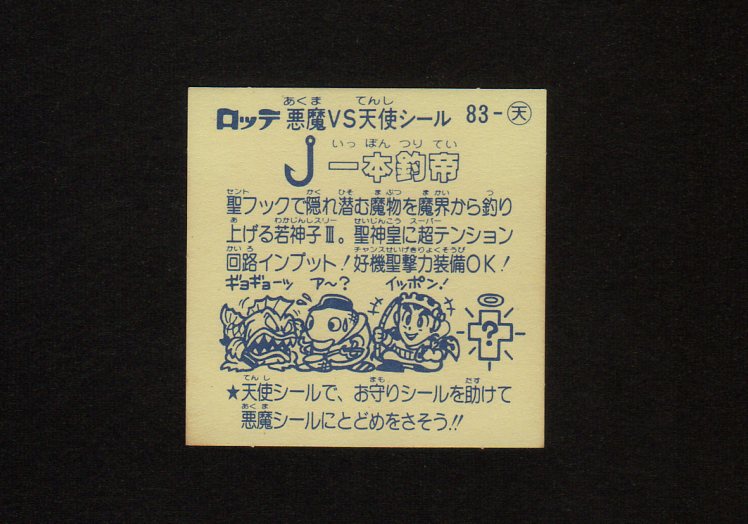 ロッテ 悪魔VS天使シール 83-天
あくま てんし
一本釣帝
いっ ぽん つり てい
聖フックで隠れ潜む魔物を魔界から釣り
セント かく ひそ まぶつ まかい つ
上げる若神子Ⅲ。聖神皇に超テンション
あ わかじんしスリー せいじんこう スーパー
回路インプット!好機聖撃力装備OK!
かいろ チャンスせいげきりょくそうび
ギョギョーッ ア〜? イッポン!
?
★天使シールで、お守りシールを助けて
てんし まも たす
悪魔シールにとどめをさそう!!
あくま